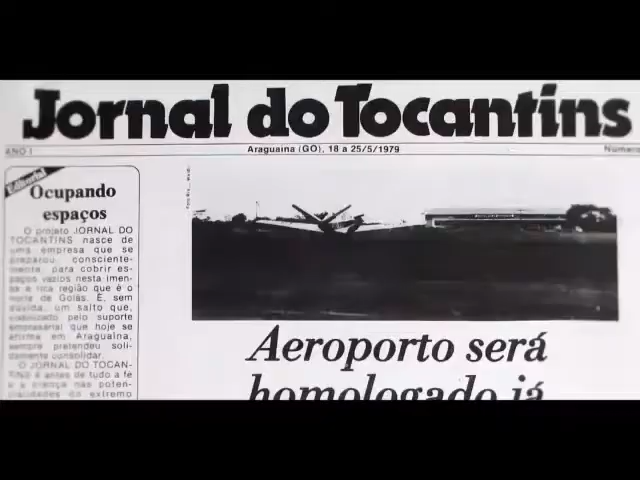 Jornal do Tocantins
ANO I
Araguaína (GO), 18 a 25/5/1979
Número
Editorial
Ocupando
espaços
O projeto JORNAL DO
TOCANTINS nasce de
uma empresa que se
preparou, consciente-
mente, para cobrir es-
paços vazios nesta imen-
sa e rica região que é o
norte de Goiás. É, sem
dúvida, um salto que,
pelo suporte
empresarial que hoje se
afirma em Araguaína,
sempre pretendeu soli-
damente consolidar.
O JORNAL DO TOCAN-
TINS é antes de tudo a fé
e a crença nas poten-
cialidades do extremo
Aeroporto será
homologado já